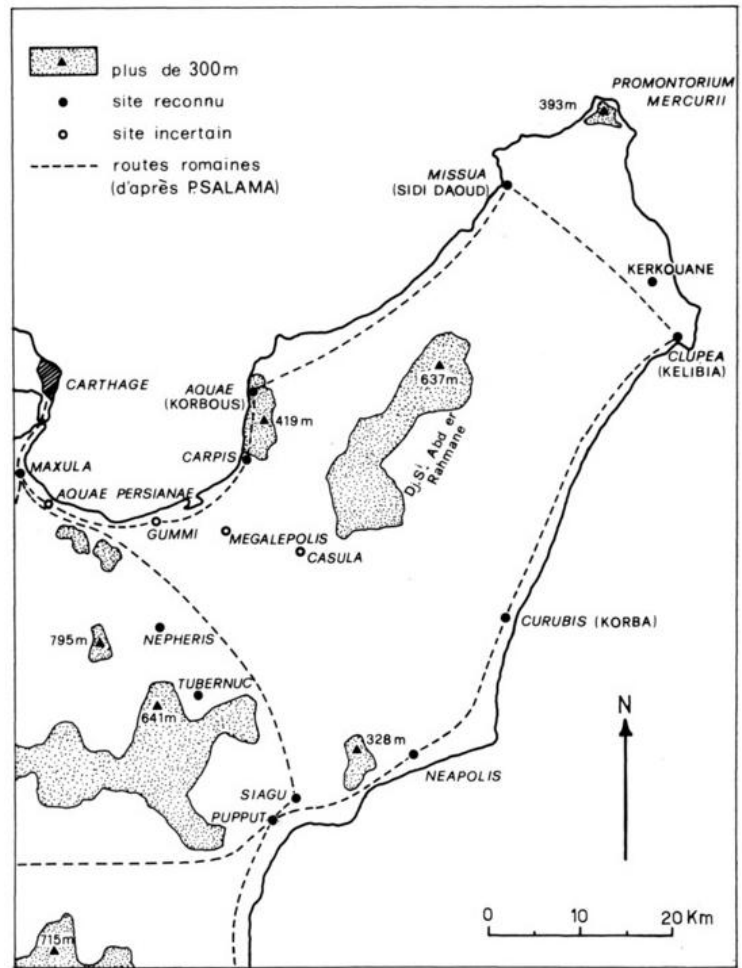 plus de 300m
site reconnu
site incertain
routes romaines
(d'après P.SALAMA)
PROMONTORIUM
MERCURII
393m
MISSUA
(SIDI DAOUD)
KERKOUANE
CLUPEA
(KELIBIA)
637m
Dj. Si Abd er
Rahmane
CARTHAGE
AQUAE
(KORBOUS)
419m
CARPIS
MAXULA
AQUAE PERSIANAE
GUMMI
MEGALEPOLIS
CASULA
CURUBIS (KORBA)
795m
NEPHERIS
TUBERNUC
641m
328m
NEAPOLIS
SIAGU
PUPPUT
715m
N
0 10 20 Km